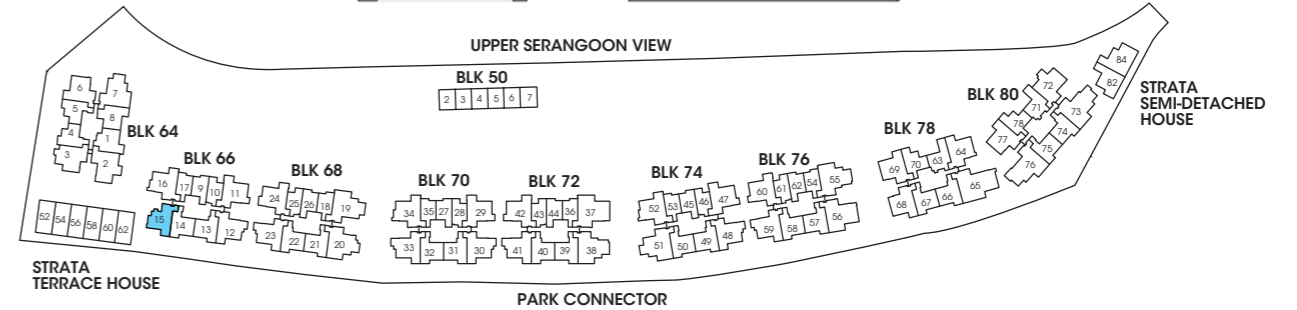 UPPER SERANGOON VIEW
BLK 50
2 3 4 5 6 7
84
82
STRATA
SEMI-DETACHED
HOUSE
BLK 80
72
71
73
78
74
77
75
76
BLK 64
6
7
5
8
4
1
3
2
BLK 66
16 17 9 10 11
15 14 13 12
BLK 68
24 25 26 18 19
23 22 21 20
BLK 70
34 35 27 28 29
33 32 31 30
BLK 72
42 43 44 36 37
41 40 39 38
BLK 74
52 53 45 46 47
51 50 49 48
BLK 76
60 61 62 54 55
59 58 57 56
BLK 78
69 70 63 64
68 67 66 65
52 54 56 58 60 62
STRATA
TERRACE HOUSE
PARK CONNECTOR